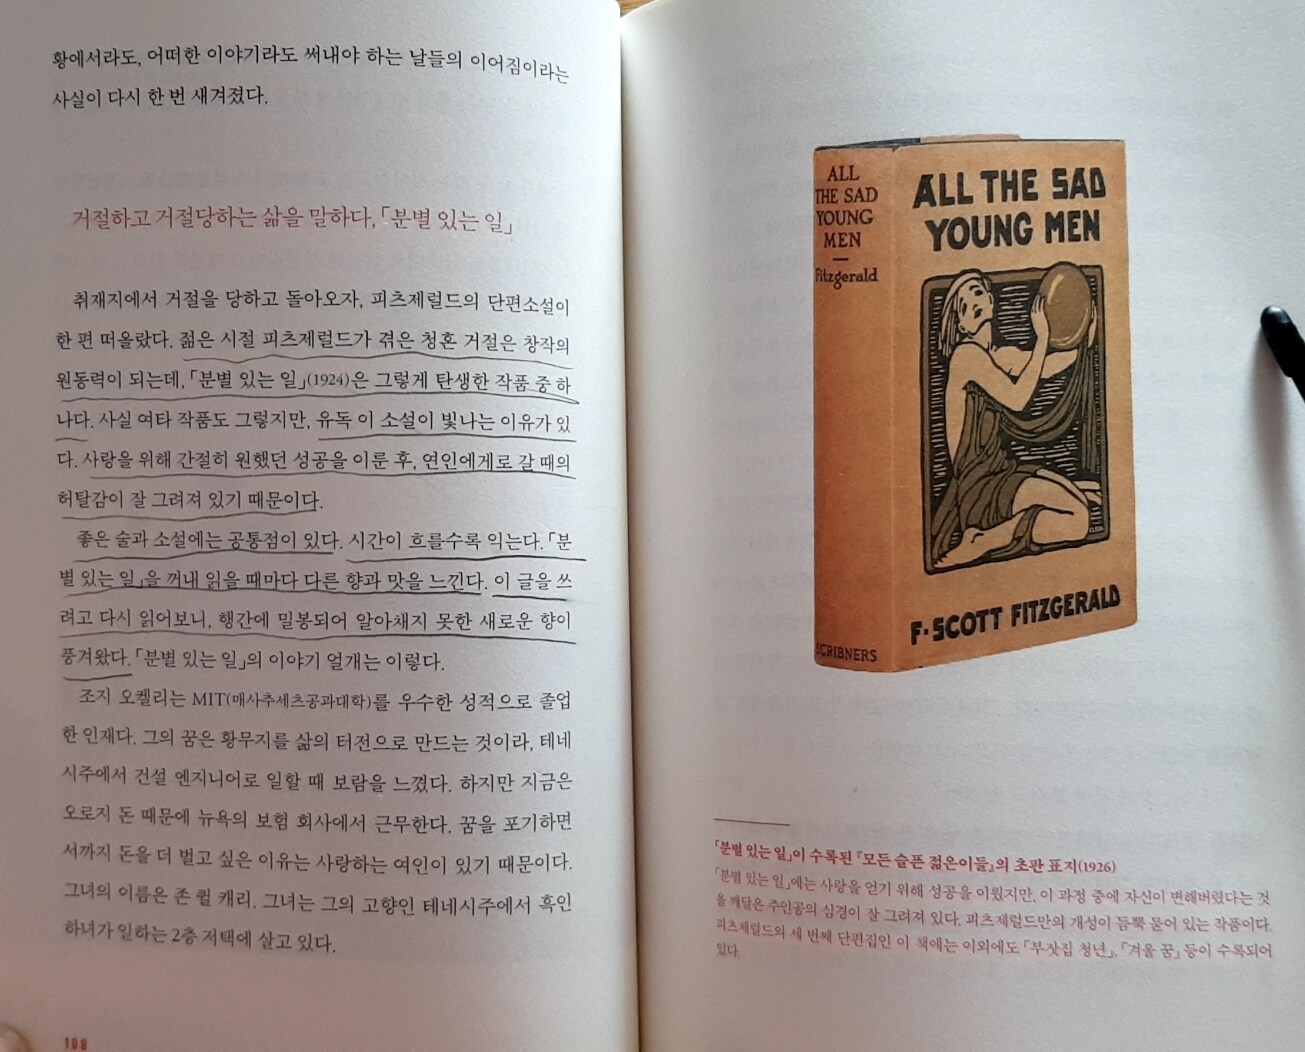 황에서라도, 어떠한 이야기라도 써내야 하는 날들의 이어짐이라는
사실이 다시 한 번 새겨졌다.
거절하고 거절당하는 삶을 말하다, 「분별 있는 일」
취재지에서 거절을 당하고 돌아오자, 피츠제럴드의 단편소설이
한 편 떠올랐다. 젊은 시절 피츠제럴드가 겪은 청혼 거절은 창작의
원동력이 되는데, 「분별 있는 일」(1924)은 그렇게 탄생한 작품 중 하
나다. 사실 여타 작품도 그렇지만, 유독 이 소설이 빛나는 이유가 있
다. 사랑을 위해 간절히 원했던 성공을 이룬 후, 연인에게로 갈 때의
허탈감이 잘 그려져 있기 때문이다.
좋은 술과 소설에는 공통점이 있다. 시간이 흐를수록 익는다. 「분
별 있는 일」을 꺼내 읽을 때마다 다른 향과 맛을 느낀다. 이 글을 쓰
려고 다시 읽어보니, 행간에 밀봉되어 알아채지 못한 새로운 향이
풍겨왔다. 「분별 있는 일」의 이야기 얼개는 이렇다.
조지 오켈리는 MIT(매사추세츠공과대학)를 우수한 성적으로 졸업
한 인재다. 그의 꿈은 황무지를 삶의 터전으로 만드는 것이라, 테네
시주에서 건설 엔지니어로 일할 때 보람을 느꼈다. 하지만 지금은
오로지 돈 때문에 뉴욕의 보험 회사에서 근무한다. 꿈을 포기하면
서까지 돈을 더 벌고 싶은 이유는 사랑하는 여인이 있기 때문이다.
그녀의 이름은 존 퀼 캐리. 그녀는 그의 고향인 테네시주에서 흑인
하녀가 일하는 2층 저택에 살고 있다.
108
ALL
THE SAD
YOUNG
MEN
Fitzgerald
SCRIBNERS
ALL THE SAD
YOUNG MEN
F·SCOTT FITZGERALD
「분별 있는 일」이 수록된 『모든 슬픈 젊은이들』의 초판 표지(1926)
「분별 있는 일」에는 사랑을 얻기 위해 성공을 이뤘지만, 이 과정 중에 자신이 변해버렸다는 것
을 깨달은 주인공의 심경이 잘 그려져 있다. 피츠제럴드만의 개성이 듬뿍 묻어 있는 작품이다.
피츠제럴드의 세 번째 단편집인 이 책에는 이외에도 「부잣집 청년」, 「겨울 꿈」 등이 수록되어
있다.